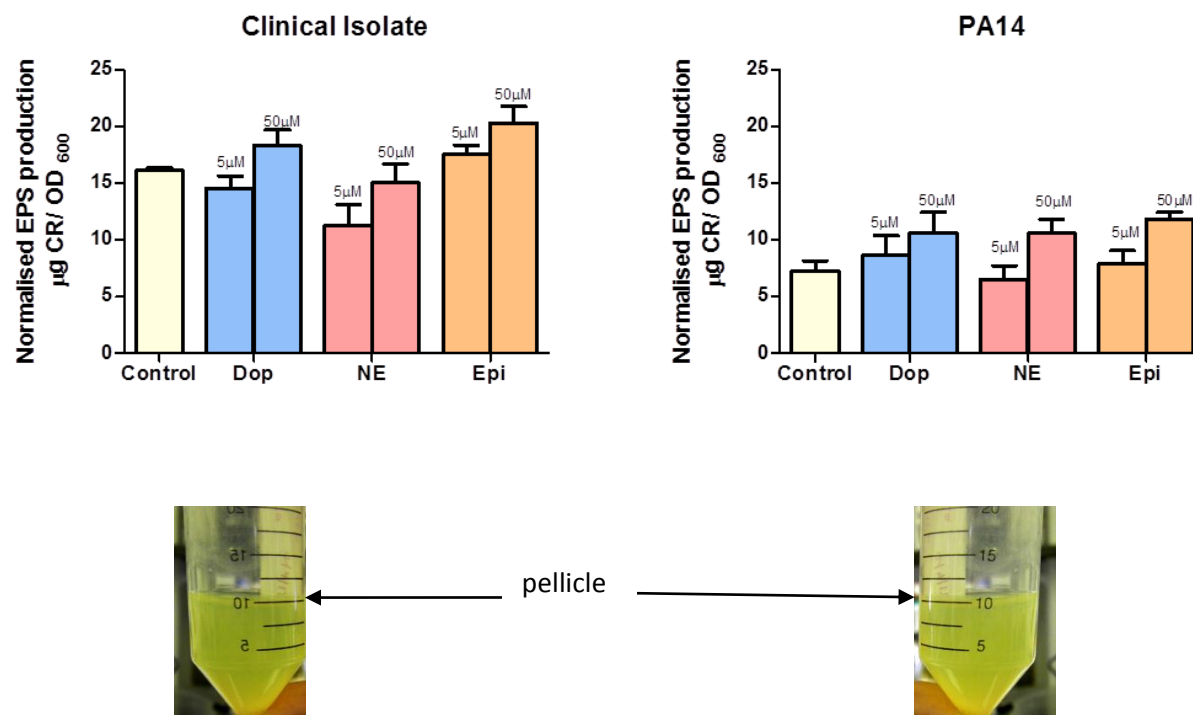 Clinical Isolate
Normalised EPS production
µg CR/ OD 600
25
20
15
10
5
0
5µM
50µM
5µM
50µM
5µM
50µM
Control
Dop
NE
Epi
PA14
Normalised EPS production
µg CR/ OD 600
25
20
15
10
5
0
5µM
50µM
5µM
50µM
5µM
50µM
Control
Dop
NE
Epi
20
15
10
5
pellicle
20
15
10
5